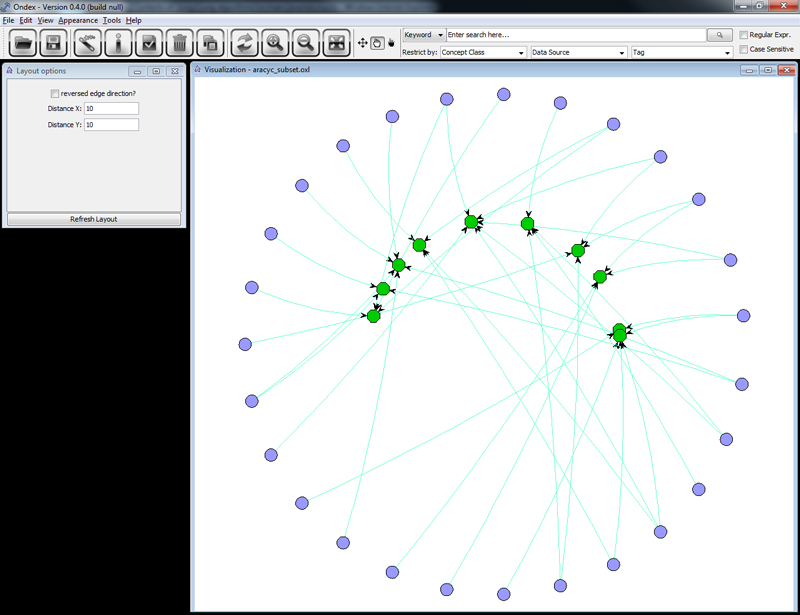 Ondex - Version 0.4.0 (build null)
File Edit View Appearance Tools Help
Keyword Enter search here... Regular Expr.
Restrict by: Concept Class Data Source Tag Case Sensitive
Layout options
Visualization - aracyc_subset.oxl
reversed edge direction?
Distance X: 10
Distance Y: 10
Refresh Layout